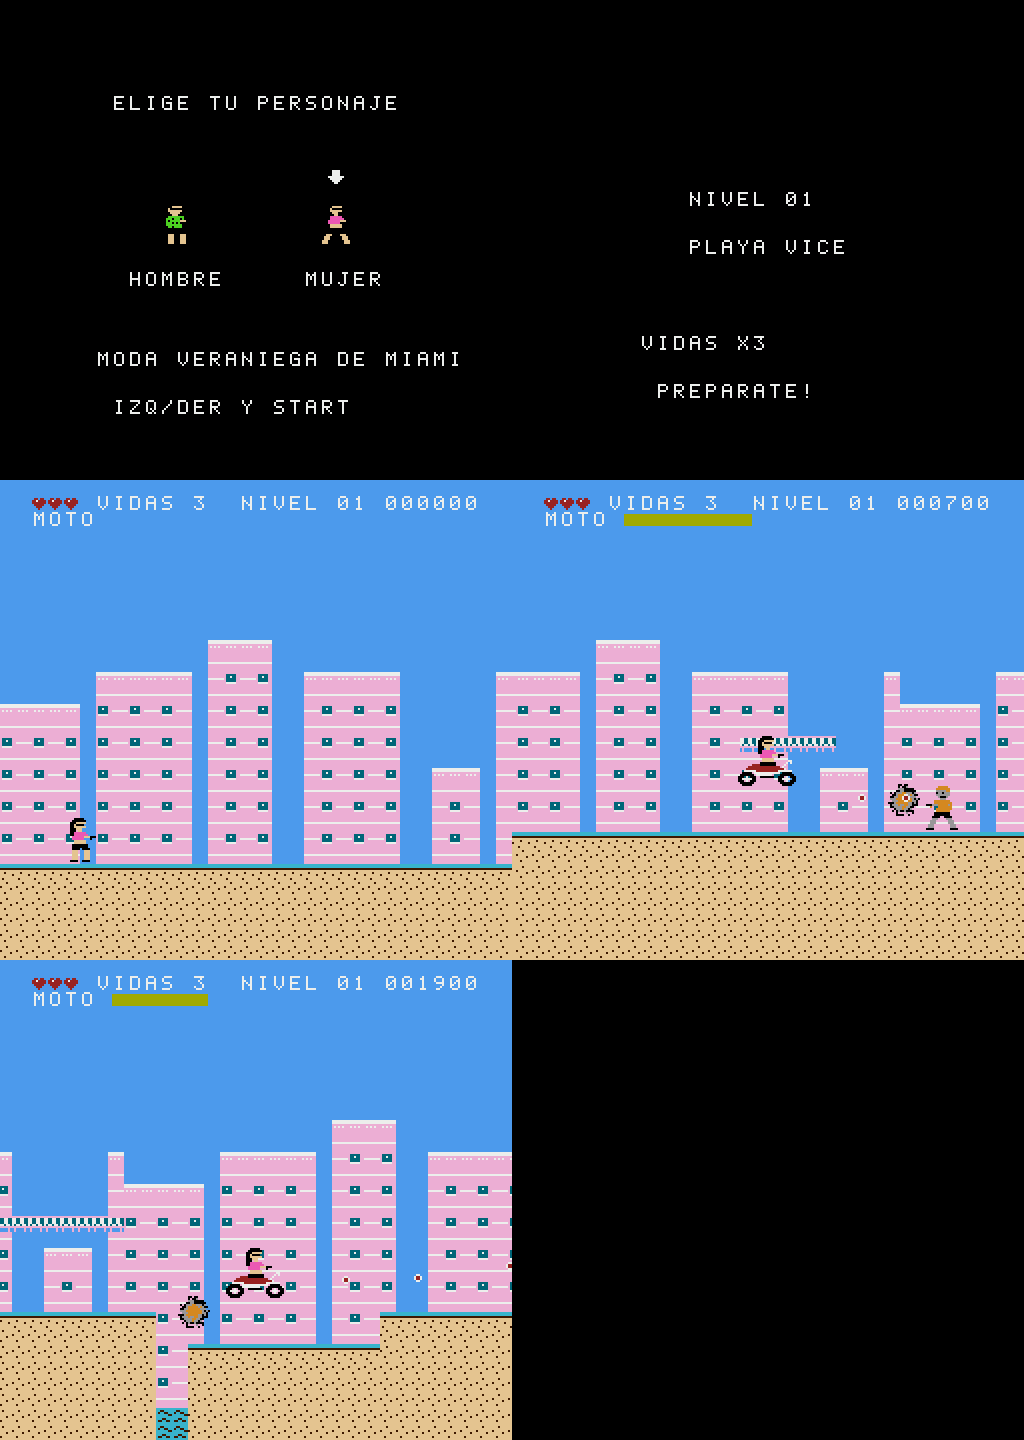 ELIGE TU PERSONAJE
HOMBRE MUJER
MODA VERANIEGA DE MIAMI
IZQ/DER Y START
NIVEL 01
PLAYA VICE
VIDAS X3
PREPARATE!
VIDAS 3 NIVEL 01 000000
MOTO
VIDAS 3 NIVEL 01 000700
MOTO
VIDAS 3 NIVEL 01 001900
MOTO